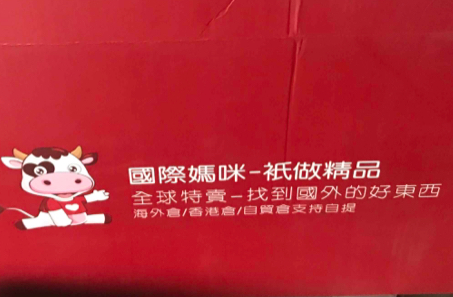 國際媽咪-衹做精品
全球特賣-找到國外的好東西
海外倉/香港倉/自貿倉支持自提